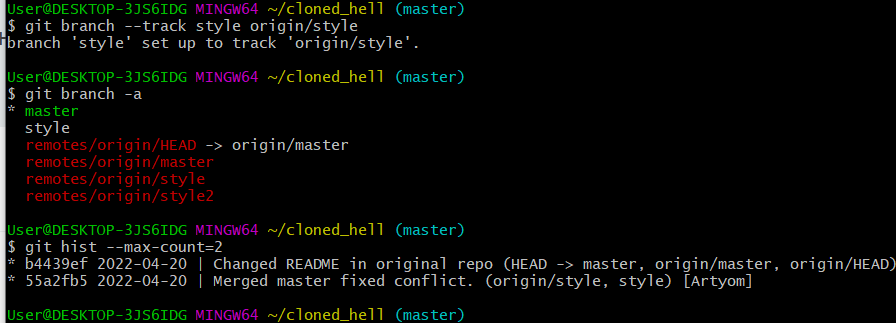 User@DESKTOP-3JS6IDG MINGW64 ~/cloned_hell (master)
$ git branch --track style origin/style
branch 'style' set up to track 'origin/style'.
User@DESKTOP-3JS6IDG MINGW64 ~/cloned_hell (master)
$ git branch -a
* master
  style
  remotes/origin/HEAD -> origin/master
  remotes/origin/master
  remotes/origin/style
  remotes/origin/style2
User@DESKTOP-3JS6IDG MINGW64 ~/cloned_hell (master)
$ git hist --max-count=2
* b4439ef 2022-04-20 | Changed README in original repo (HEAD -> master, origin/master, origin/HEAD)
* 55a2fb5 2022-04-20 | Merged master fixed conflict. (origin/style, style) [Artyom]
User@DESKTOP-3JS6IDG MINGW64 ~/cloned_hell (master)